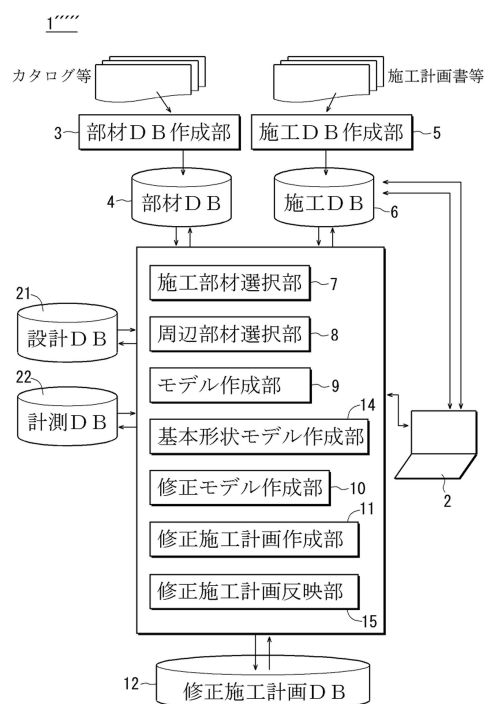 1'''''
カタログ等
施工計画書等
3
部材DB作成部
施工DB作成部
5
4
部材DB
施工DB
6
施工部材選択部
7
21
設計DB
周辺部材選択部
8
22
計測DB
モデル作成部
9
14
基本形状モデル作成部
修正モデル作成部
10
2
11
修正施工計画作成部
修正施工計画反映部
15
12
修正施工計画DB